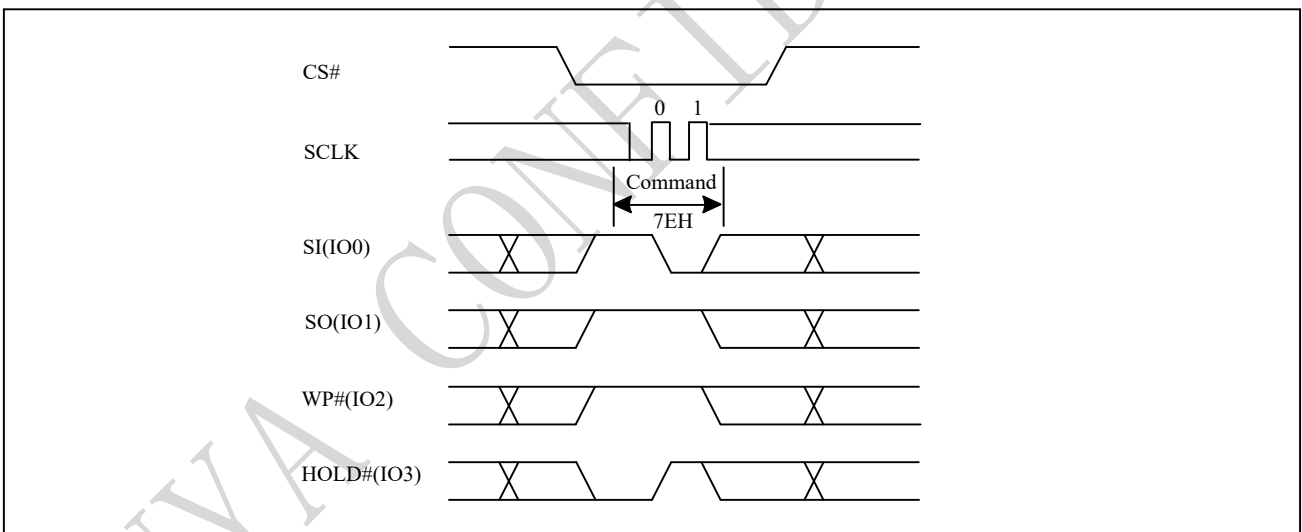 CS#
0 1
SCLK
Command
7EH
SI(IO0)
SO(IO1)
WP#(IO2)
HOLD#(IO3)